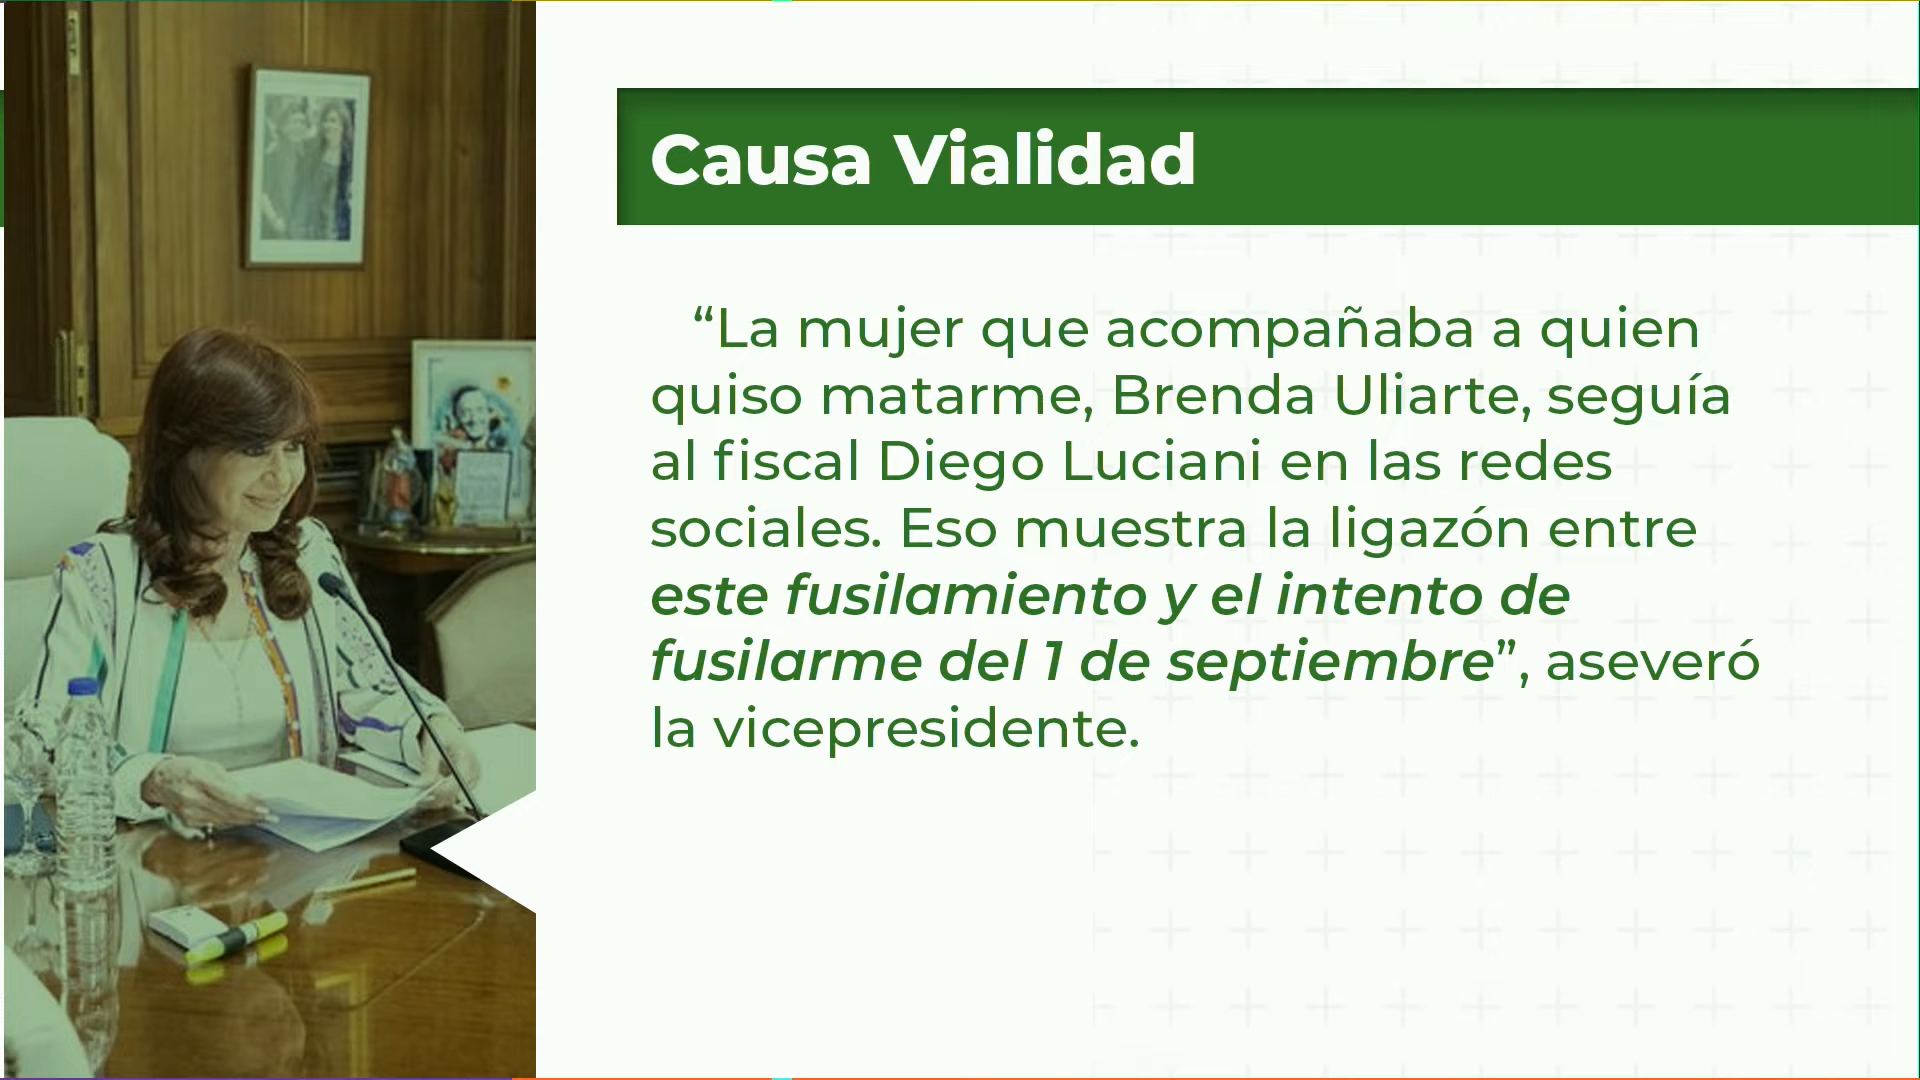 Causa Vialidad
“La mujer que acompañaba a quien
quiso matarme, Brenda Uliarte, seguía
al fiscal Diego Luciani en las redes
sociales. Eso muestra la ligazón entre
este fusilamiento y el intento de
fusilarme del 1 de septiembre”, aseveró
la vicepresidente.